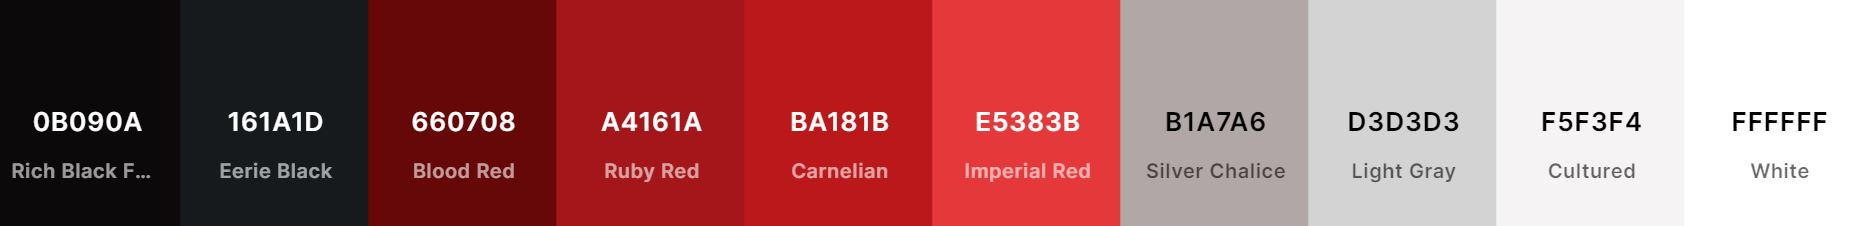 0B090A 161A1D 660708 A4161A BA181B E5383B B1A7A6 D3D3D3 F5F3F4 FFFFFF
Rich Black F... Eerie Black Blood Red Ruby Red Carnelian Imperial Red Silver Chalice Light Gray Cultured White